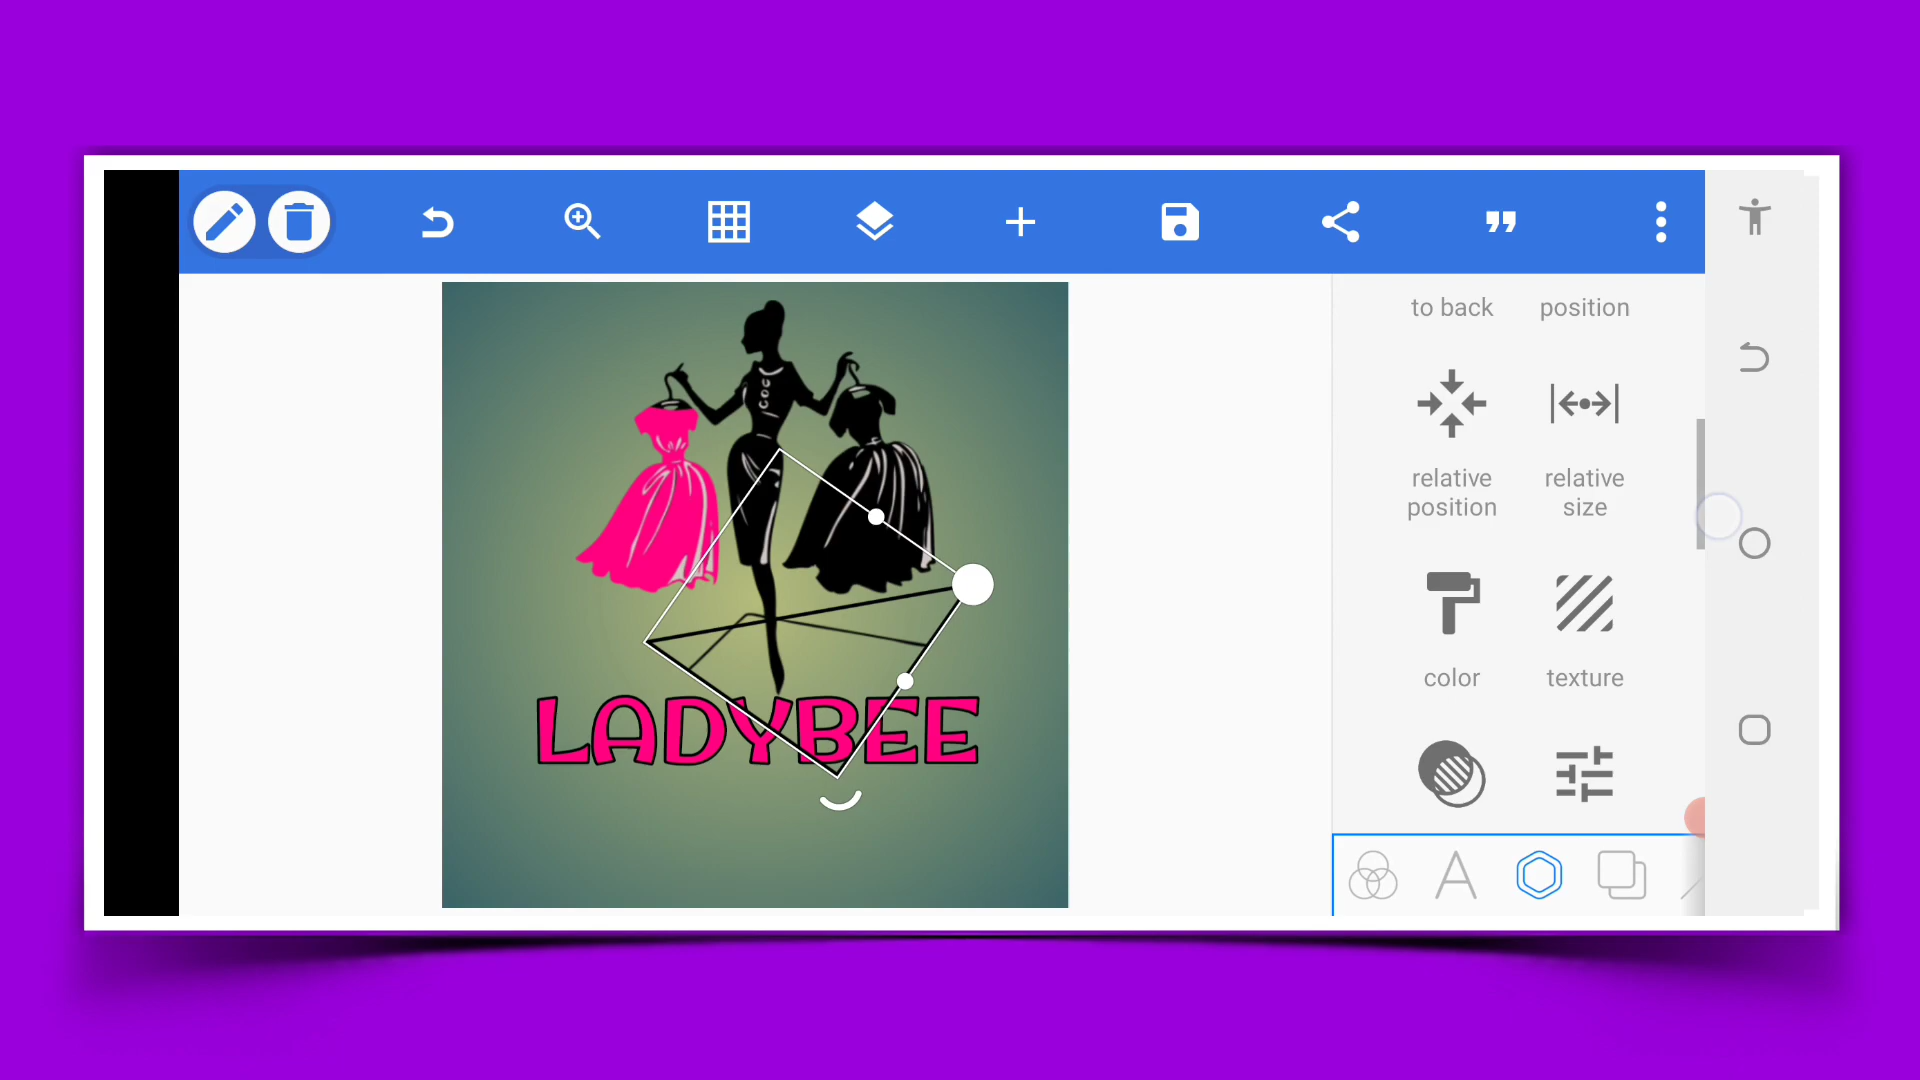 to back
position
relative
position
relative
size
color
texture
LADYBEE